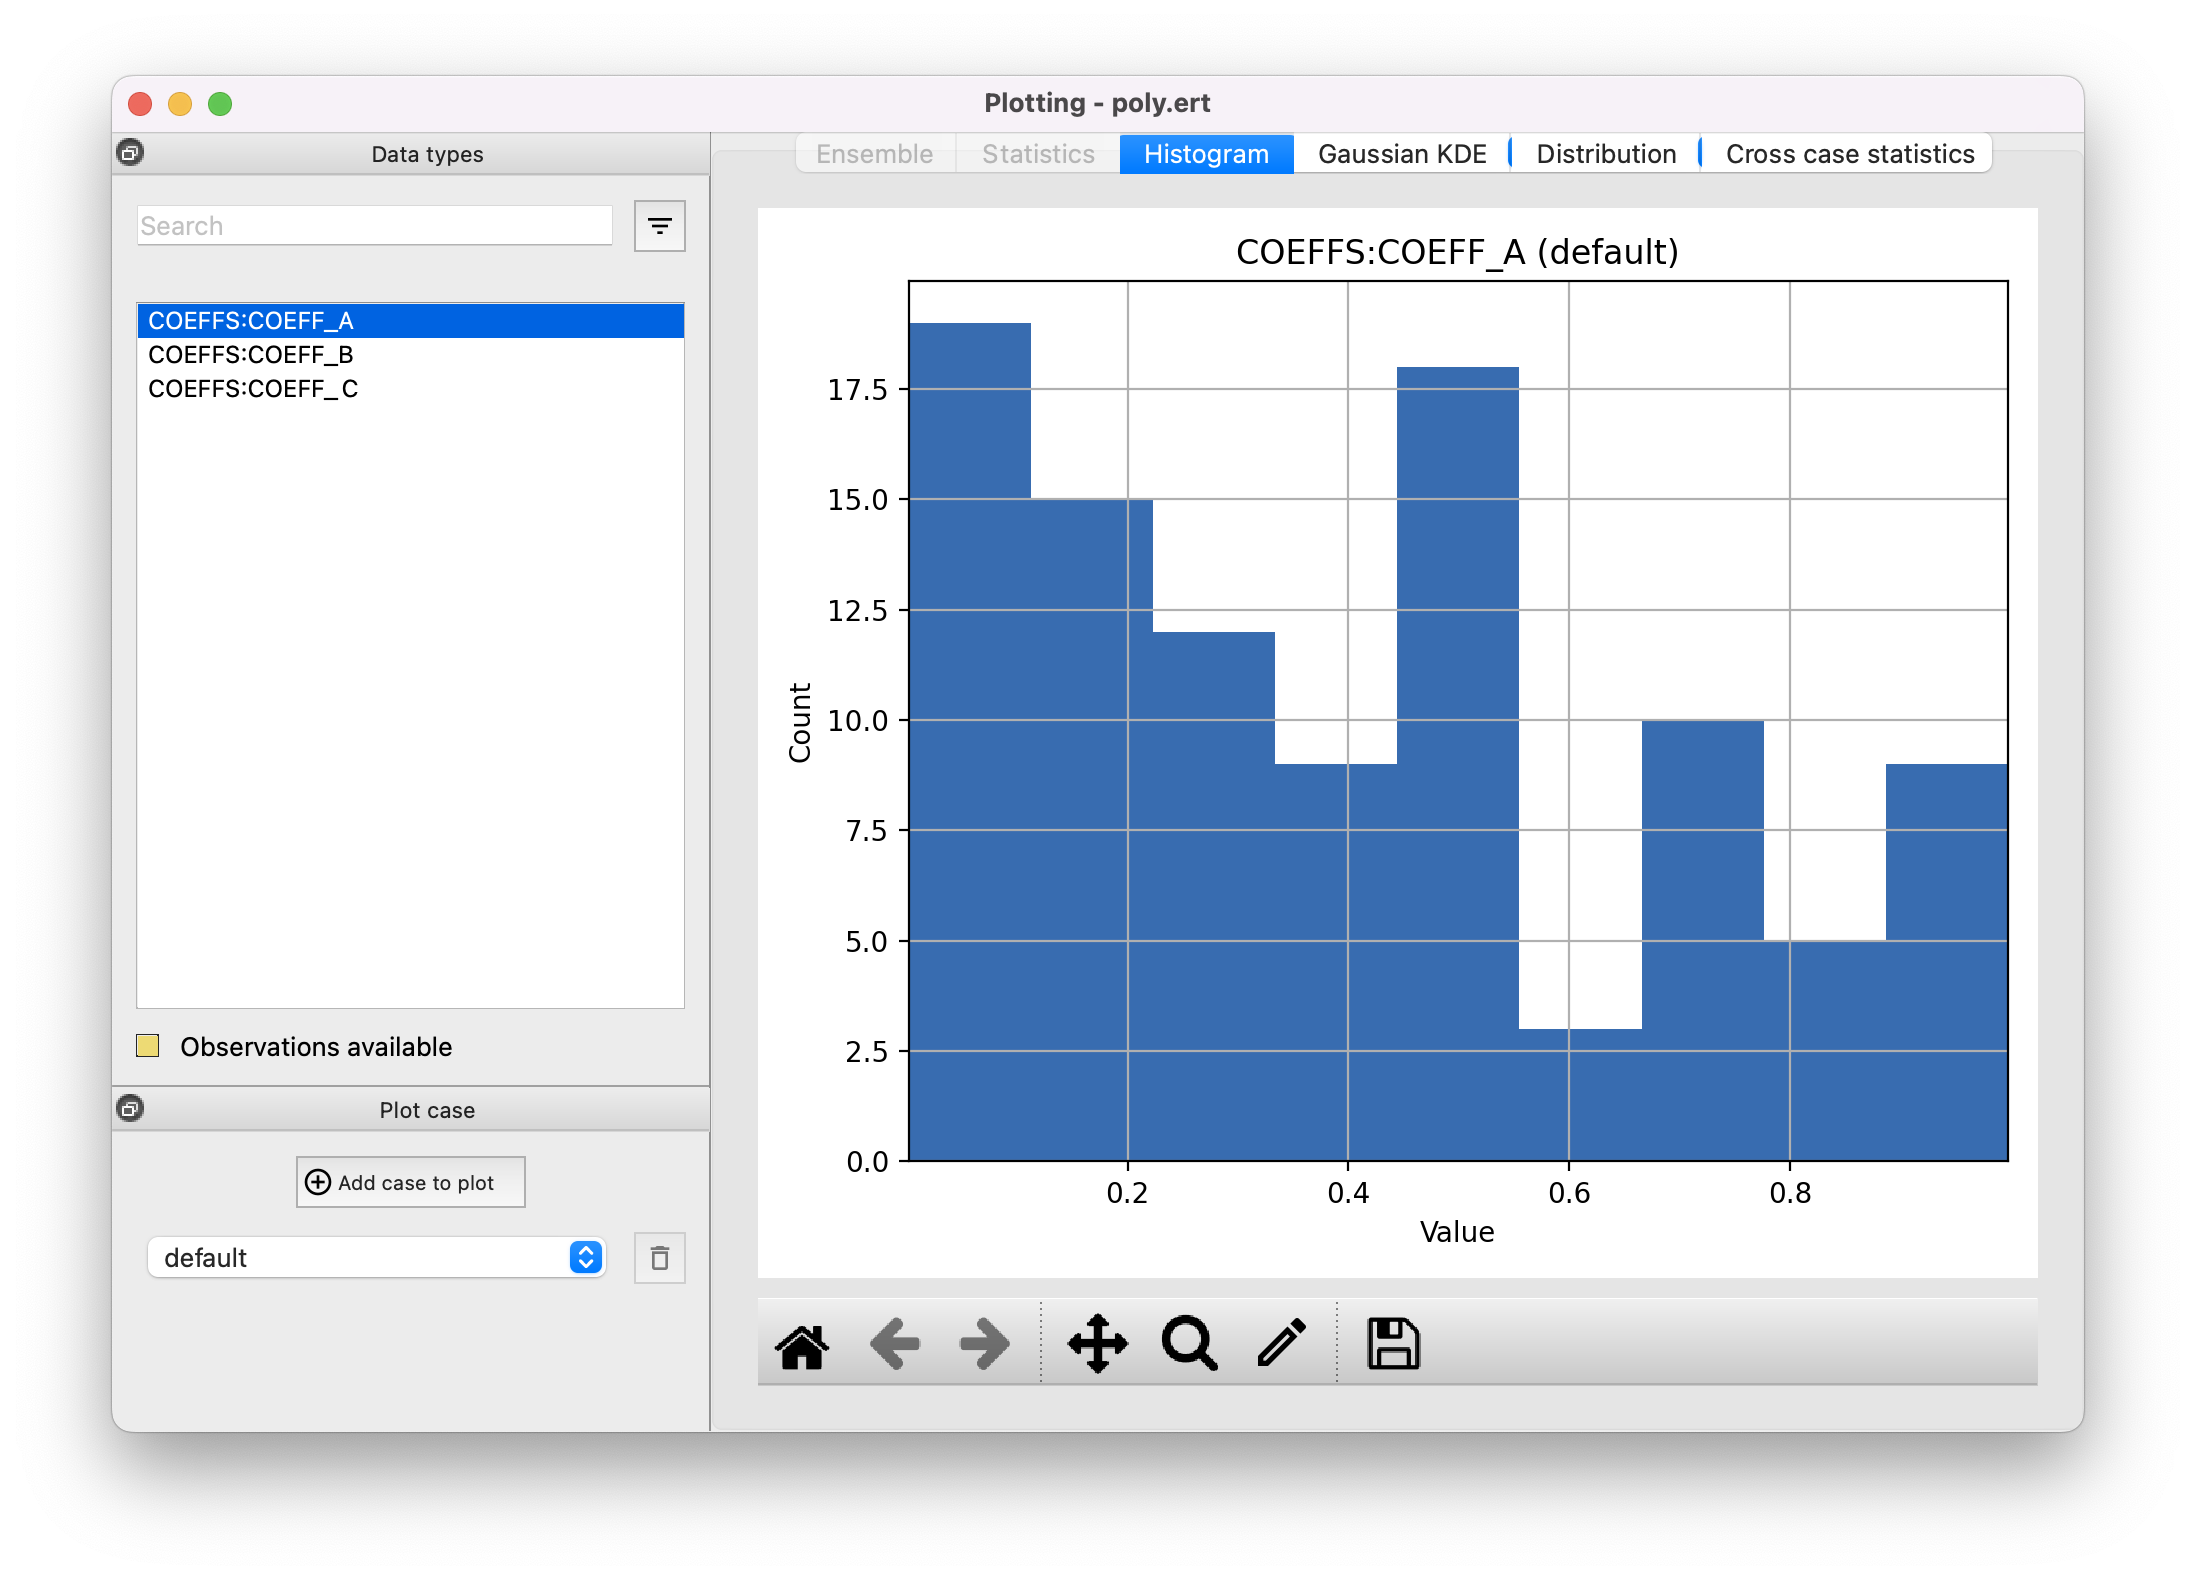 Plotting - poly.ert
Data types
Search
COEFFS:COEFF_A
COEFFS:COEFF_B
COEFFS:COEFF_C
Observations available
Plot case
Add case to plot
default
Ensemble Statistics Histogram Gaussian KDE Distribution Cross case statistics
COEFFS:COEFF_A (default)
Count
17.5
15.0
12.5
10.0
7.5
5.0
2.5
0.0
0.2 0.4 0.6 0.8
Value